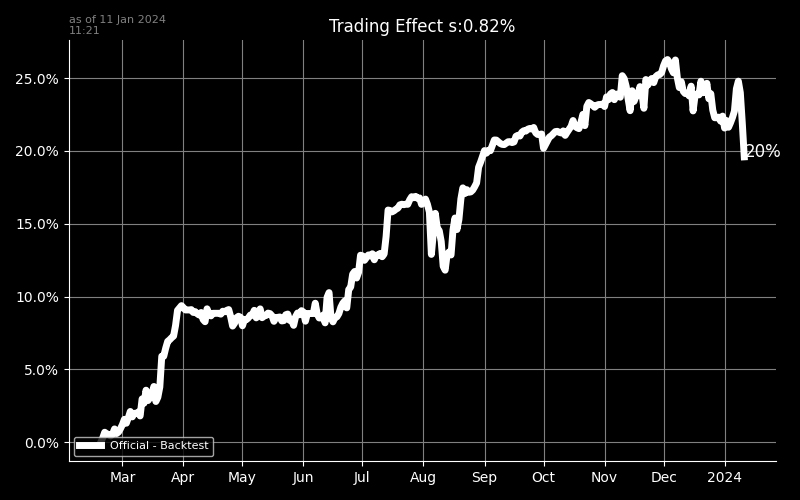 as of 11 Jan 2024
11:21
Trading Effect s:0.82%
25.0%
20.0%
15.0%
10.0%
5.0%
0.0%
20%
Official - Backtest
Mar Apr May Jun Jul Aug Sep Oct Nov Dec 2024